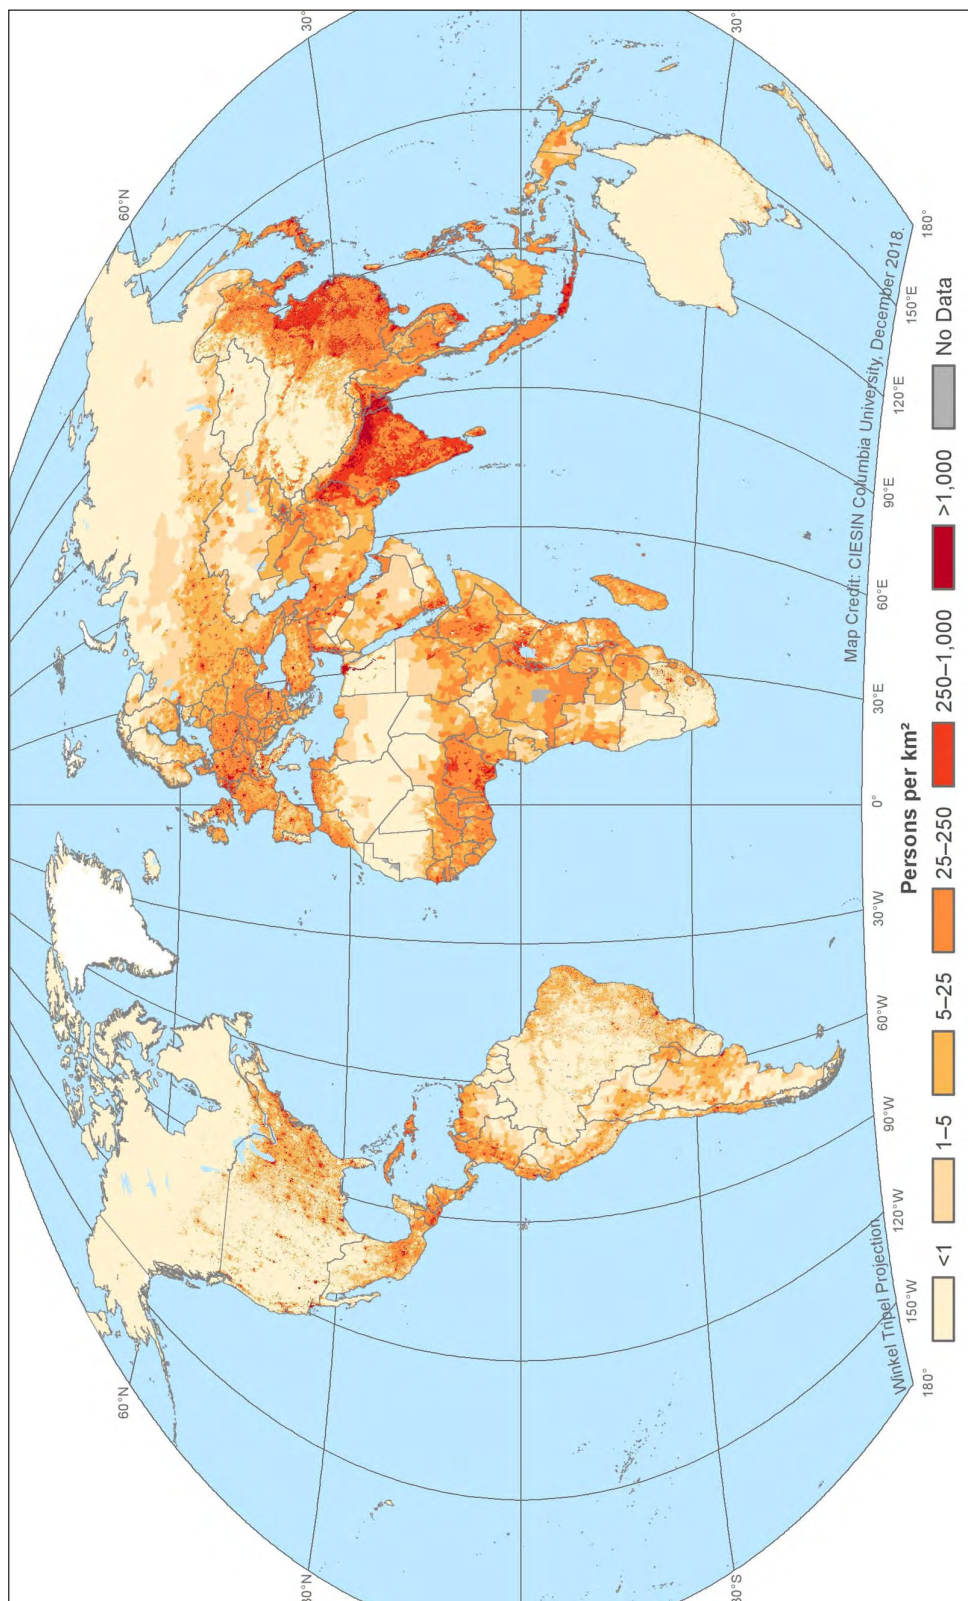 60°N
60°N
30°
30°N
30°
30°S
180°
150°W
120°W
90°W
60°W
30°W
0°
30°E
60°E
90°E
120°E
150°E
180°
Winkel Tripel Projection
Map Credit: CIESIN Columbia University, December 2018.
Persons per km²
<1
1–5
5–25
25–250
250–1,000
>1,000
No Data